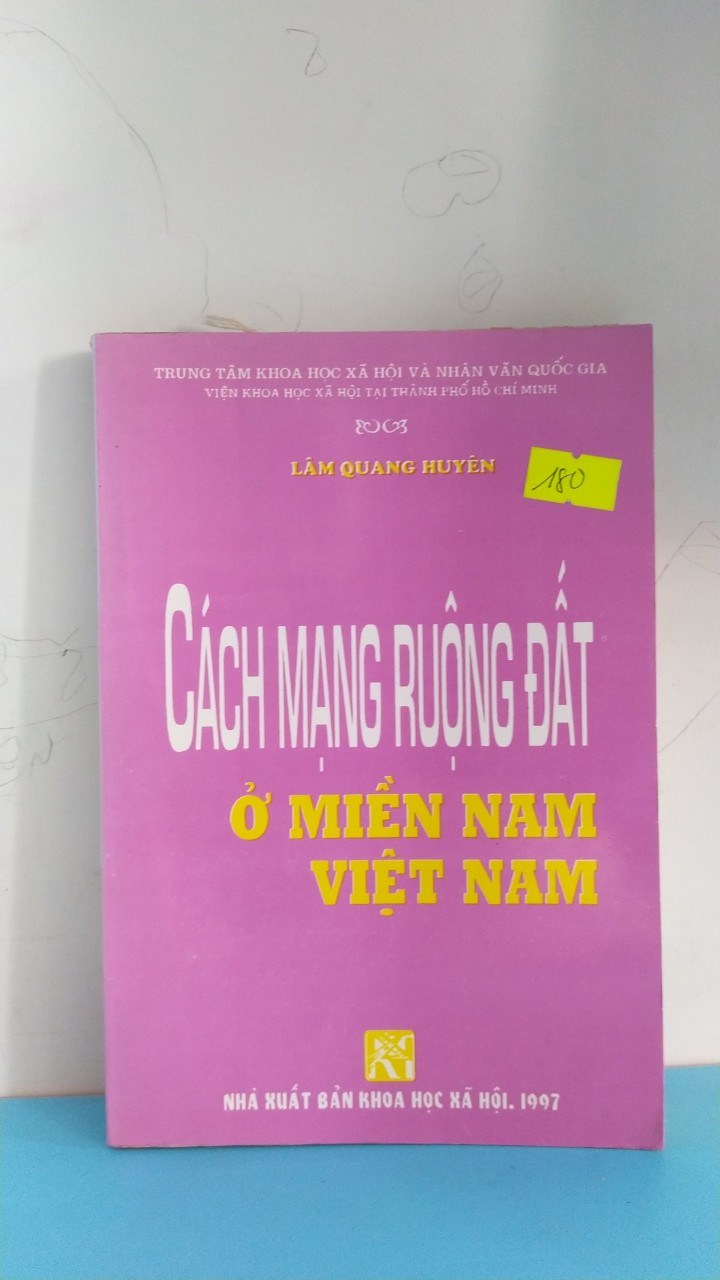 TRUNG TÂM KHOA HỌC XÃ HỘI VÀ NHÂN VĂN QUỐC GIA
VIỆN KHOA HỌC XÃ HỘI TẠI THÀNH PHỐ HỒ CHÍ MINH
LÂM QUANG HUYÊN
180
CÁCH MẠNG RUỘNG ĐẤT
Ở MIỀN NAM
VIỆT NAM
NHÀ XUẤT BẢN KHOA HỌC XÃ HỘI. 1997